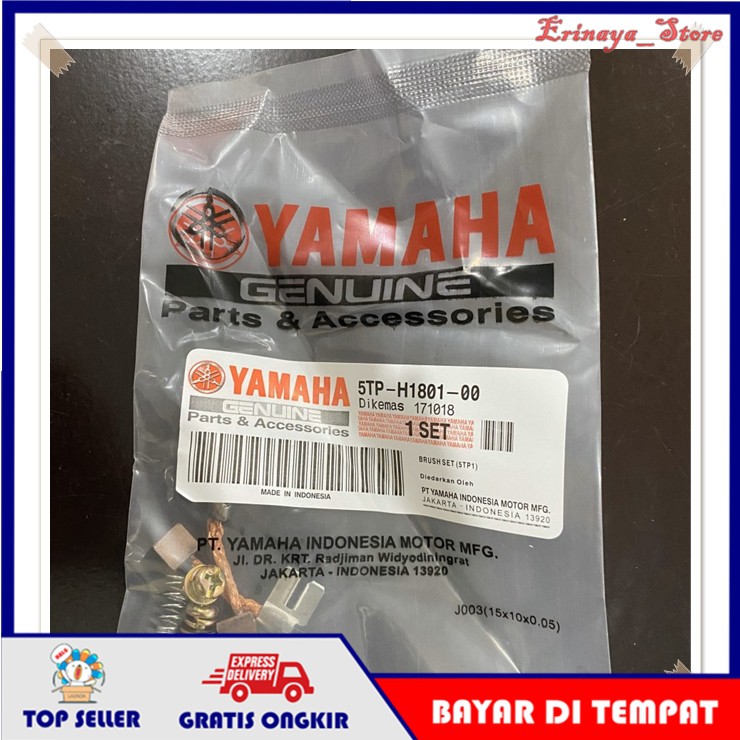 Erinaya_Store
YAMAHA
GENUINE
Parts & Accessories
YAMAHA
GENUINE
Parts & Accessories
MADE IN INDONESIA
5TP-H1801-00
Dikemas 171018
1 SET
BRUSH SET (5TP1)
Diedarkan Oleh
PT YAMAHA INDONESIA MOTOR MFG.
JAKARTA - INDONESIA 13920
PT. YAMAHA INDONESIA MOTOR MFG.
Jl. DR. KRT. Radjiman Widyodiningrat
JAKARTA - INDONESIA 13920
J003(15x10x0.05)
TOP SELLER
EXPRESS
DELIVERY
GRATIS ONGKIR
BAYAR DI TEMPAT